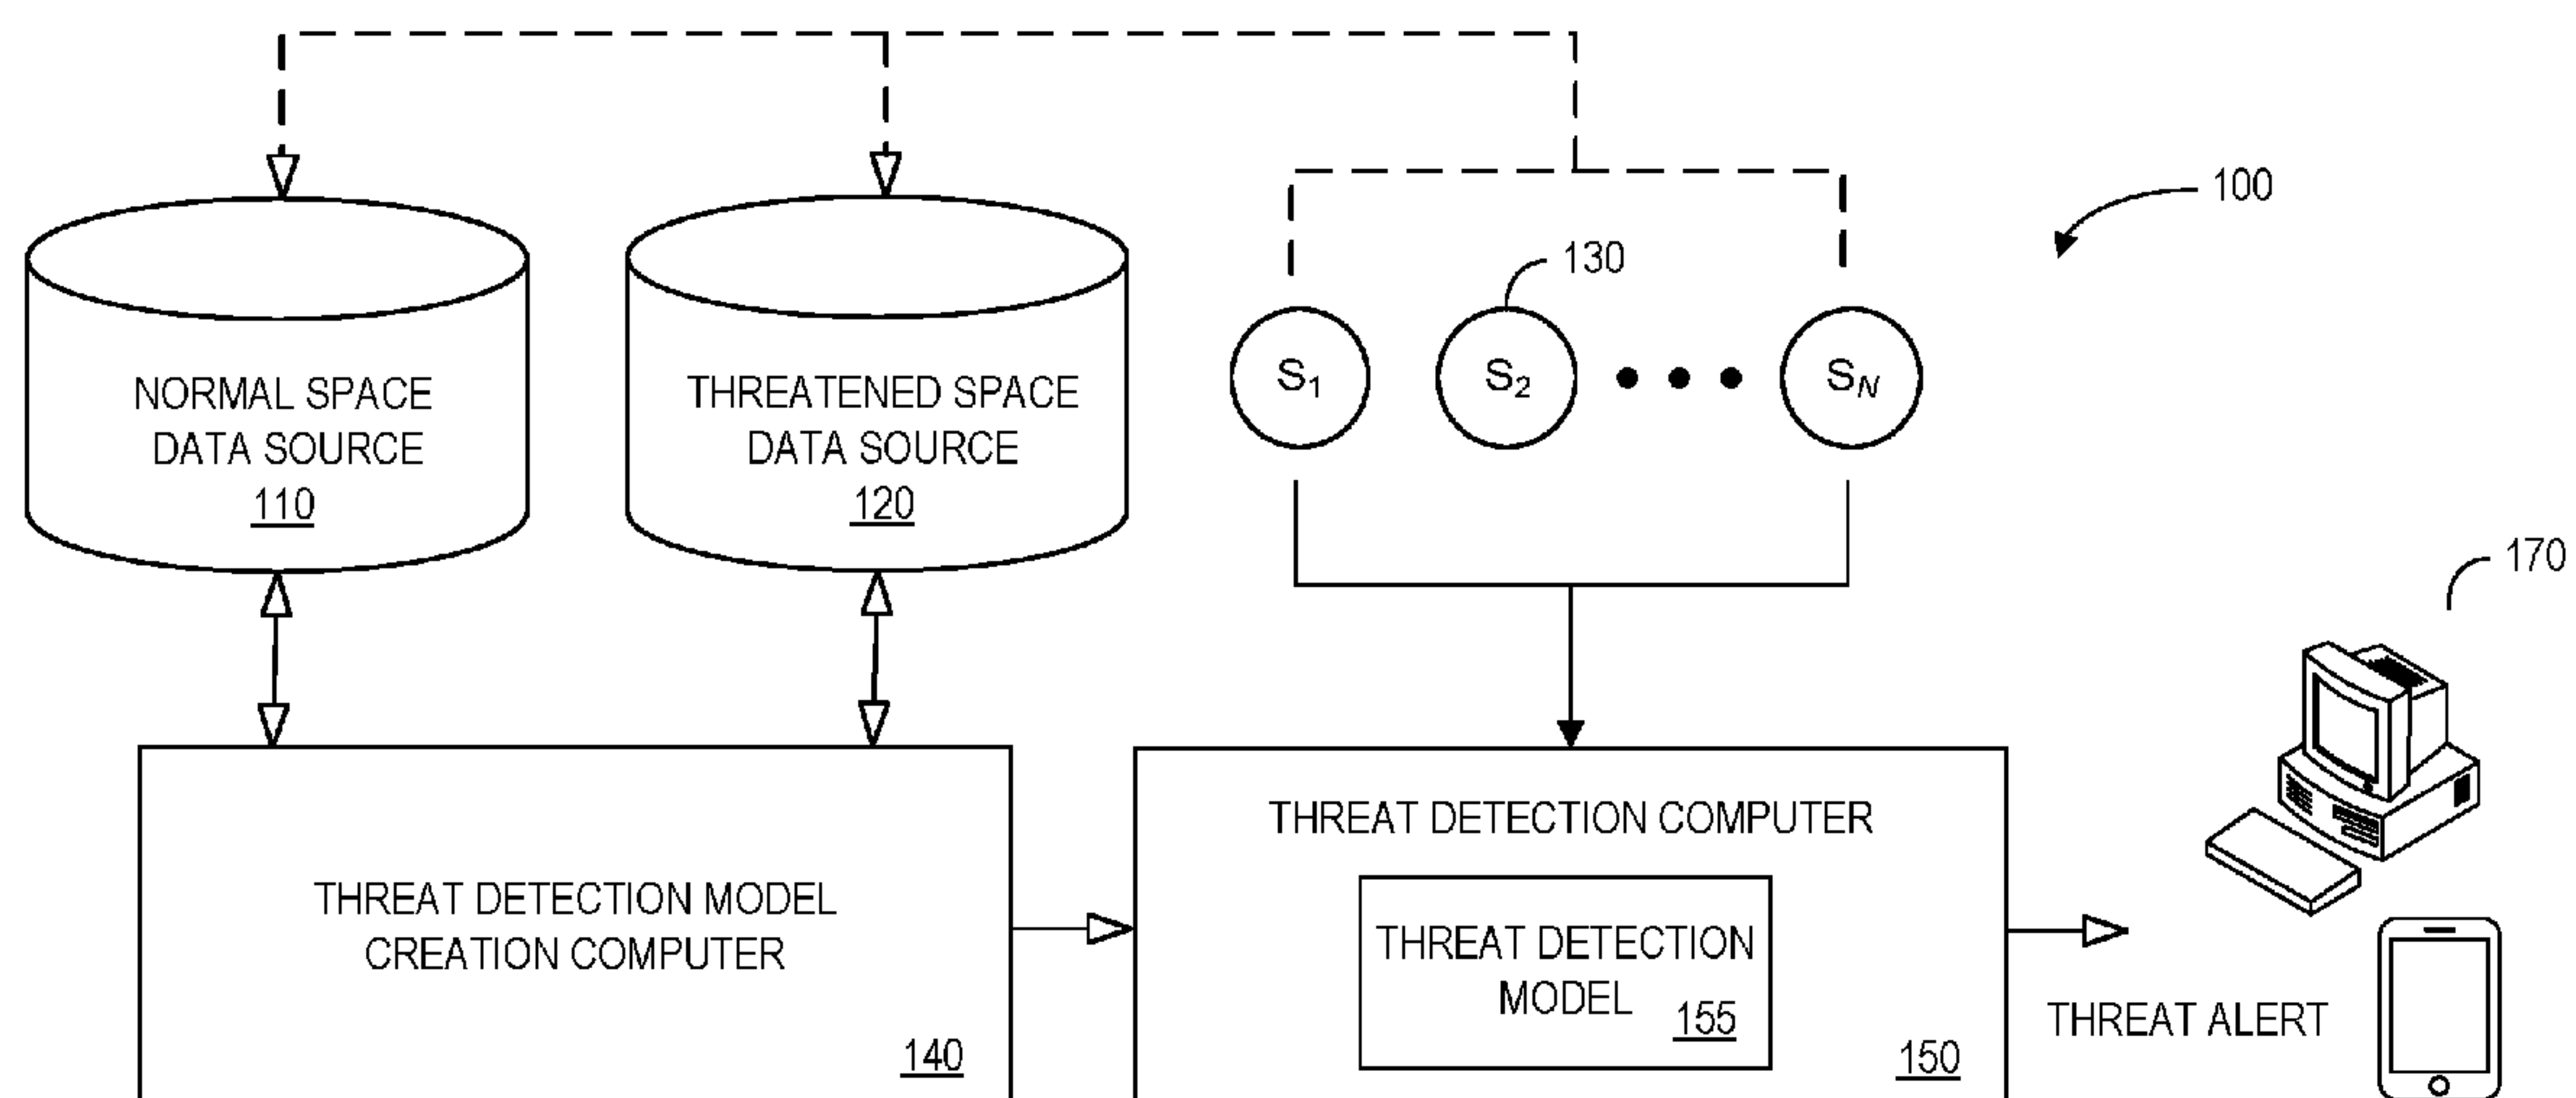 100
130
NORMAL SPACE
DATA SOURCE
110
THREATENED SPACE
DATA SOURCE
120
S1
S2
SN
170
THREAT DETECTION MODEL
CREATION COMPUTER
140
THREAT DETECTION COMPUTER
THREAT DETECTION
MODEL
155
150
THREAT ALERT